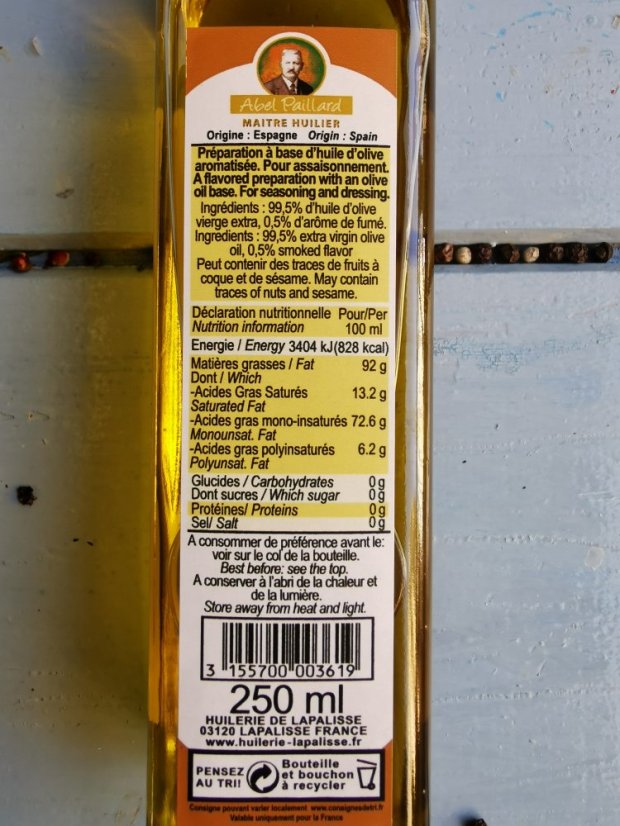 Abel Paillard
MAITRE HUILIER
Origine : Espagne Origin : Spain
Préparation à base d'huile d'olive
aromatisée. Pour assaisonnement.
A flavored preparation with an olive
oil base. For seasoning and dressing.
Ingrédients : 99,5% d'huile d'olive
vierge extra, 0,5% d'arôme de fumé.
Ingredients : 99,5% extra virgin olive
oil, 0,5% smoked flavor
Peut contenir des traces de fruits à
coque et de sésame. May contain
traces of nuts and sesame.
Déclaration nutritionnelle Pour/Per
Nutrition information 100 ml
Energie / Energy 3404 kJ(828 kcal)
Matières grasses / Fat 92 g
Dont / Which
-Acides Gras Saturés 13.2 g
Saturated Fat
-Acides gras mono-insaturés 72.6 g
Monounsat. Fat
-Acides gras polyinsaturés 6.2 g
Polyunsat. Fat
Glucides / Carbohydrates 0 g
Dont sucres / Which sugar 0 g
Protéines/ Proteins 0 g
Sel/ Salt 0 g
A consommer de préférence avant le:
voir sur le col de la bouteille.
Best before: see the top.
A conserver à l'abri de la chaleur et
de la lumière.
Store away from heat and light.
3 155700 003619
250 ml
HUILERIE DE LAPALISSE
03120 LAPALISSE FRANCE
www.huilerie-lapalisse.fr
PENSEZ AU TRI!
Bouteille
et bouchon
à recycler
Consigne pouvant varier localement www.consignesdetri.fr
Valable uniquement pour la France